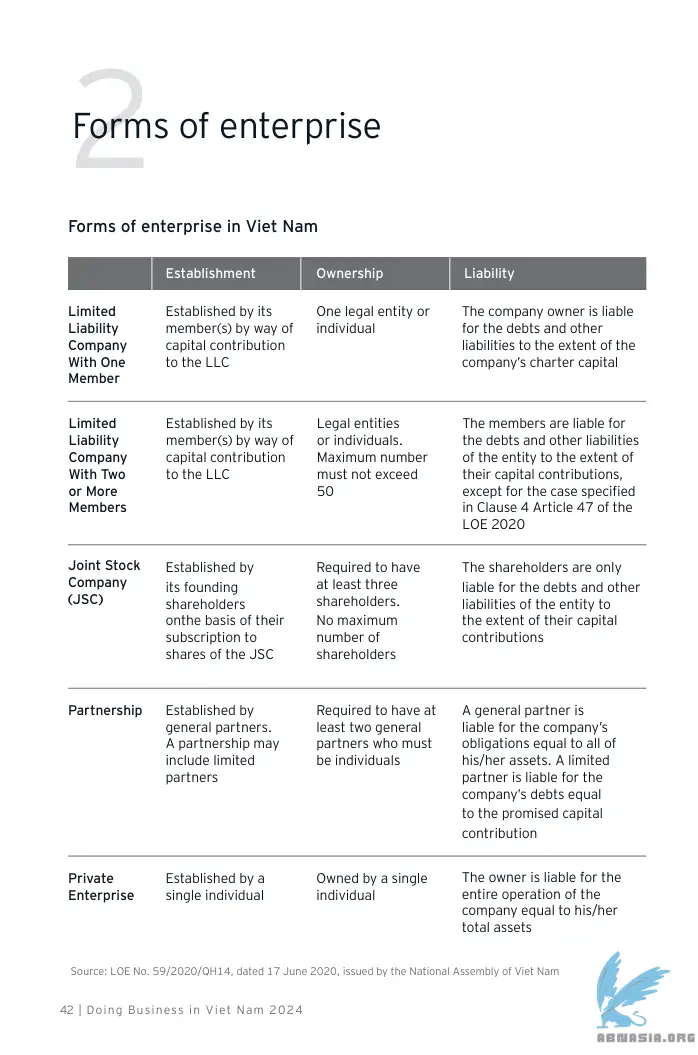 2
Forms of enterprise
Forms of enterprise in Viet Nam
Establishment
Ownership
Liability
Limited
Liability
Company
With One
Member
Established by its
member(s) by way of
capital contribution
to the LLC
One legal entity or
individual
The company owner is liable
for the debts and other
liabilities to the extent of the
company's charter capital
Limited
Liability
Company
With Two
or More
Members
Established by its
member(s) by way of
capital contribution
to the LLC
Legal entities
or individuals.
Maximum number
must not exceed
50
The members are liable for
the debts and other liabilities
of the entity to the extent of
their capital contributions,
except for the case specified
in Clause 4 Article 47 of the
LOE 2020
Joint Stock
Company
(JSC)
Established by
its founding
shareholders
onthe basis of their
subscription to
shares of the JSC
Required to have
at least three
shareholders.
No maximum
number of
shareholders
The shareholders are only
liable for the debts and other
liabilities of the entity to
the extent of their capital
contributions
Partnership
Established by
general partners.
A partnership may
include limited
partners
Required to have at
least two general
partners who must
be individuals
A general partner is
liable for the company's
obligations equal to all of
his/her assets. A limited
partner is liable for the
company's debts equal
to the promised capital
contribution
Private
Enterprise
Established by a
single individual
Owned by a single
individual
The owner is liable for the
entire operation of the
company equal to his/her
total assets
Source: LOE No. 59/2020/QH14, dated 17 June 2020, issued by the National Assembly of Viet Nam
42 | Doing Business in Viet Nam 2024
ABNASIA.ORG